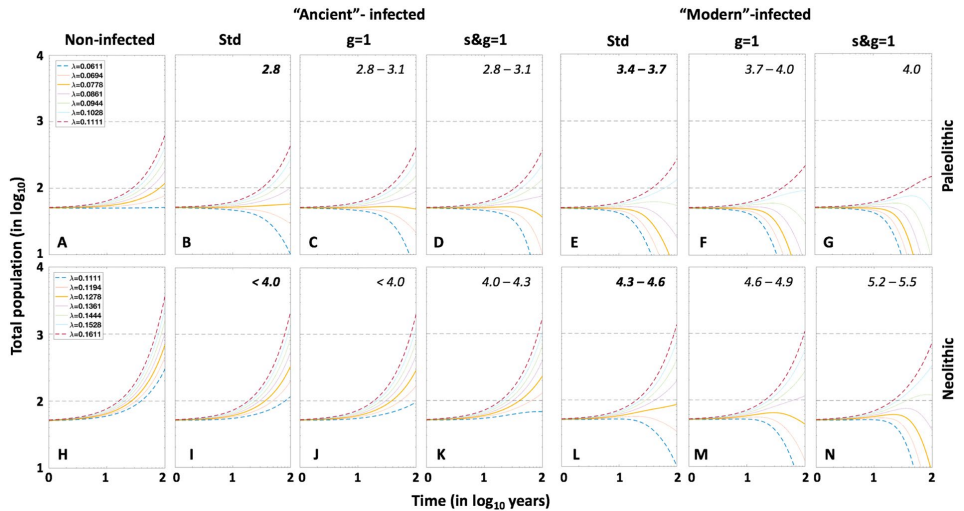 “Ancient”- infected
“Modern”-infected
Non-infected
Std
g=1
s&g=1
Std
g=1
s&g=1
4
3
2
1
λ=0.0611
λ=0.0694
λ=0.0778
λ=0.0861
λ=0.0944
λ=0.1028
λ=0.1111
2.8
2.8 – 3.1
2.8 – 3.1
3.4 – 3.7
3.7 – 4.0
4.0
A
B
C
D
E
F
G
Paleolithic
Total population (in log10)
4
3
2
1
λ=0.1111
λ=0.1194
λ=0.1278
λ=0.1361
λ=0.1444
λ=0.1528
λ=0.1611
< 4.0
< 4.0
4.0 – 4.3
4.3 – 4.6
4.6 – 4.9
5.2 – 5.5
H
I
J
K
L
M
N
Neolithic
0 1 2 0 1 2 0 1 2 0 1 2 0 1 2 0 1 2 0 1 2
Time (in log10 years)